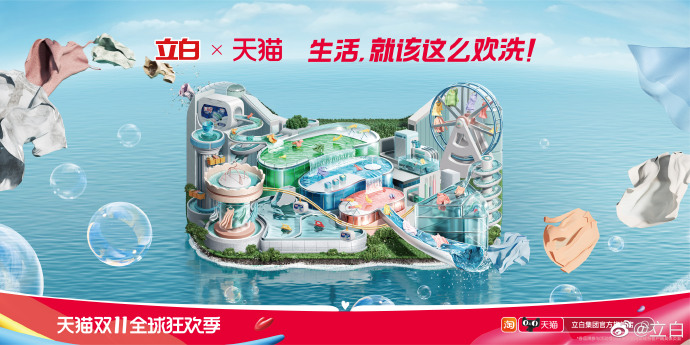 立白 × 天猫 生活,就该这么欢洗!
天猫双11全球狂欢季
淘 天猫 立白集团官方旗舰店
@立白